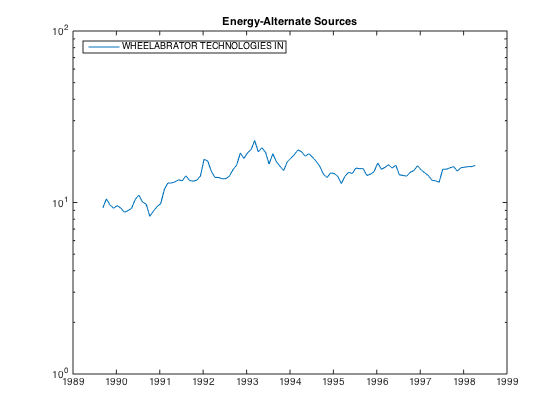 Energy-Alternate Sources
10^2
WHEELABRATOR TECHNOLOGIES IN
10^1
10^0
1989 1990 1991 1992 1993 1994 1995 1996 1997 1998 1999